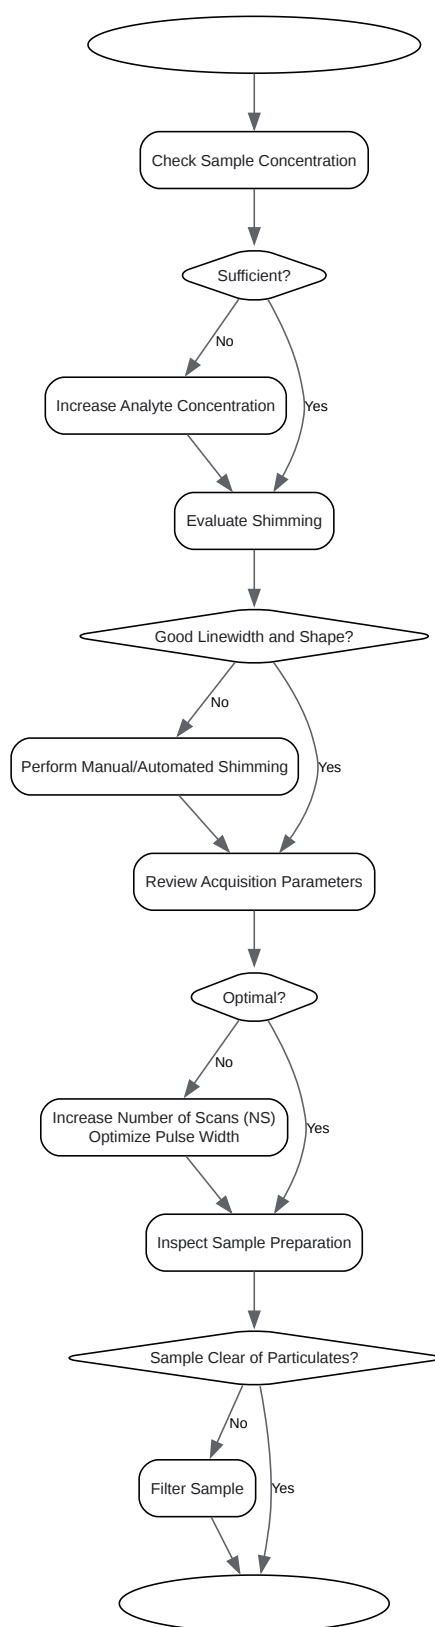 Check Sample Concentration
Sufficient?
No
Increase Analyte Concentration
Yes
Evaluate Shimming
Good Linewidth and Shape?
No
Perform Manual/Automated Shimming
Yes
Review Acquisition Parameters
Optimal?
No
Increase Number of Scans (NS)
Optimize Pulse Width
Yes
Inspect Sample Preparation
Sample Clear of Particulates?
No
Filter Sample
Yes